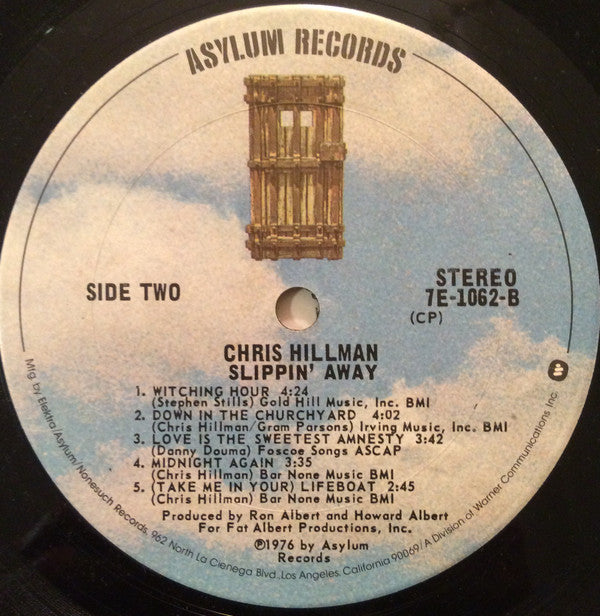 ASYLUM RECORDS
SIDE TWO
STEREO
7E-1062-B
(CP)
CHRIS HILLMAN
SLIPPIN' AWAY
1. WITCHING HOUR 4:24
(Stephen Stills) Gold Hill Music, Inc. BMI
2. DOWN IN THE CHURCHYARD 4:02
(Chris Hillman/Gram Parsons) Irving Music, Inc. BMI
3. LOVE IS THE SWEETEST AMNESTY 3:42
(Danny Douma) Foscoe Songs ASCAP
4. MIDNIGHT AGAIN 3:35
(Chris Hillman) Bar None Music BMI
5. (TAKE ME IN YOUR) LIFEBOAT 2:45
(Chris Hillman) Bar None Music BMI
Produced by Ron Albert and Howard Albert
For Fat Albert Productions, Inc.
℗1976 by Asylum
Records
Mfg. by Elektra/Asylum/Nonesuch Records, 962 North La Cienega Blvd., Los Angeles, California 90069/A Division of Warner Communications Inc.